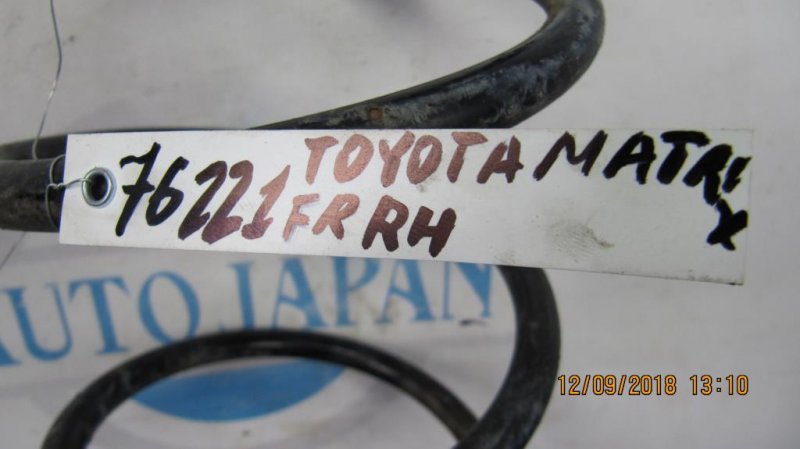 76221 TOYOTA MATRIX
FR RH
AUTO JAPAN
12/09/2018 13:10